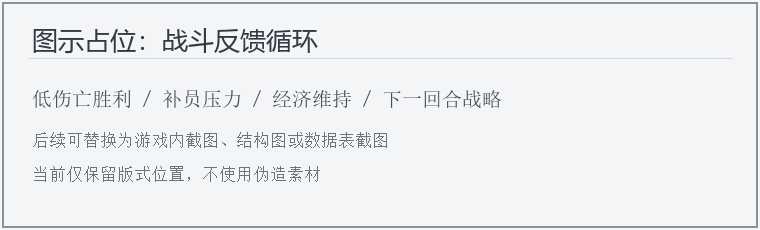 图示占位：战斗反馈循环
低伤亡胜利 / 补员压力 / 经济维持 / 下一回合战略
后续可替换为游戏内截图、结构图或数据表截图
当前仅保留版式位置，不使用伪造素材